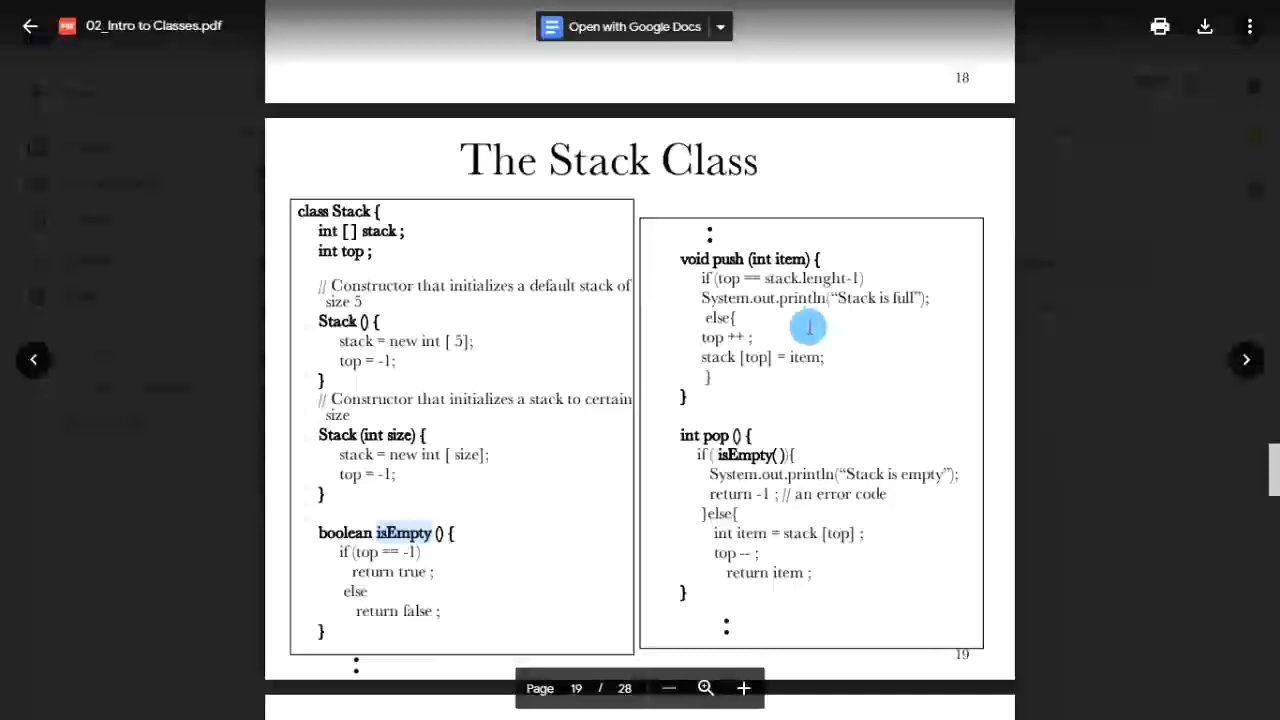 02_Intro to Classes.pdf
Open with Google Docs
18
The Stack Class
class Stack {
int [ ] stack ;
int top ;
// Constructor that initializes a default stack of
size 5
Stack () {
stack = new int [ 5];
top = -1;
}
// Constructor that initializes a stack to certain
size
Stack (int size) {
stack = new int [ size];
top = -1;
}
boolean isEmpty () {
if (top == -1)
return true ;
else
return false ;
}
:
:
void push (int item) {
if (top == stack.lenght-1)
System.out.println(“Stack is full”);
else{
top ++ ;
stack [top] = item;
}
}
int pop () {
if ( isEmpty( )){
System.out.println(“Stack is empty”);
return -1 ; // an error code
}else{
int item = stack [top] ;
top -- ;
return item ;
}
:
19
Page 19 / 28